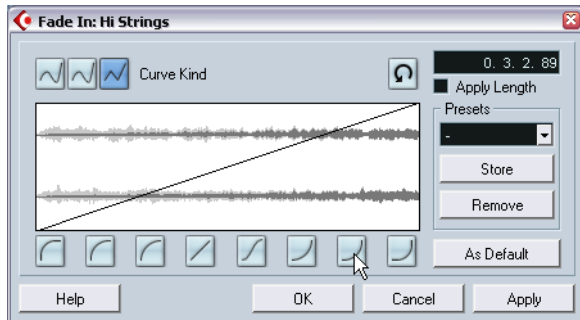 Fade In: Hi Strings
Curve Kind
0. 3. 2. 89
Apply Length
Presets
-
Store
Remove
As Default
Help
OK
Cancel
Apply